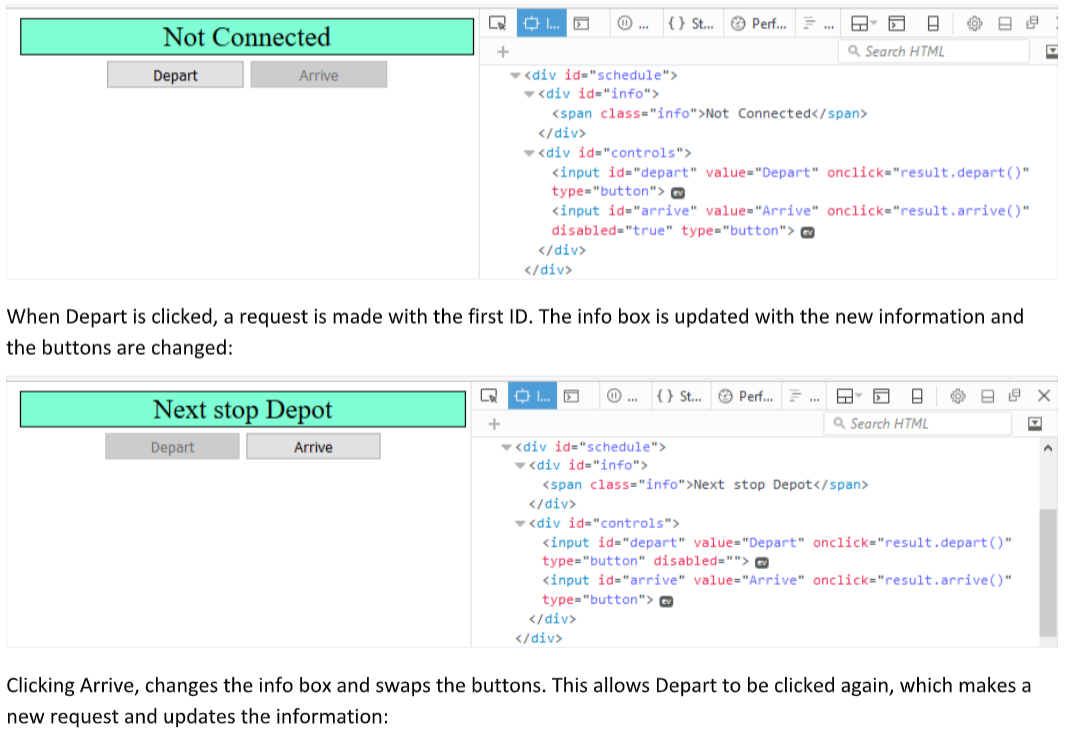 Not Connected
Depart
Arrive
I...
...
{ } St...
Perf...
...
+
Search HTML
<div id="schedule">
<div id="info">
<span class="info">Not Connected</span>
</div>
<div id="controls">
<input id="depart" value="Depart" onclick="result.depart()"
type="button"> ev
<input id="arrive" value="Arrive" onclick="result.arrive()"
disabled="true" type="button"> ev
</div>
</div>
When Depart is clicked, a request is made with the first ID. The info box is updated with the new information and
the buttons are changed:
Next stop Depot
Depart
Arrive
I...
...
{ } St...
Perf...
...
+
Search HTML
<div id="schedule">
<div id="info">
<span class="info">Next stop Depot</span>
</div>
<div id="controls">
<input id="depart" value="Depart" onclick="result.depart()"
type="button" disabled=""> ev
<input id="arrive" value="Arrive" onclick="result.arrive()"
type="button"> ev
</div>
</div>
Clicking Arrive, changes the info box and swaps the buttons. This allows Depart to be clicked again, which makes a
new request and updates the information: